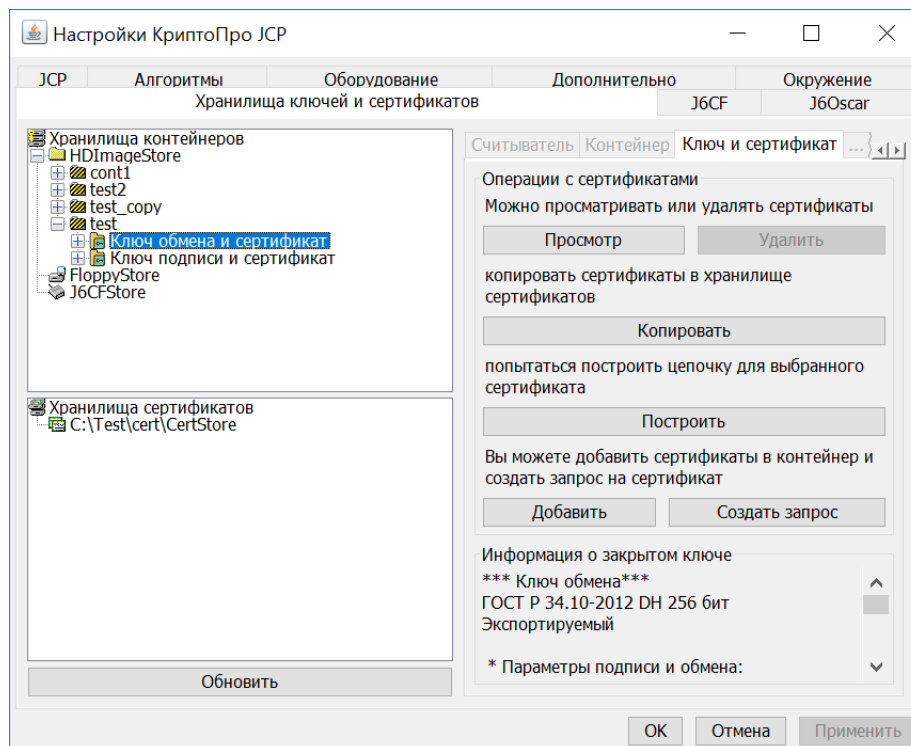 Настройки КриптоПро JCP
JCP Алгоритмы Оборудование Дополнительно Окружение
Хранилища ключей и сертификатов J6CF J6Oscar
Хранилища контейнеров
HDImageStore
cont1
test2
test_copy
test
Ключ обмена и сертификат
Ключ подписи и сертификат
FloppyStore
J6CFStore
Хранилища сертификатов
C:\Test\cert\CertStore
Обновить
Считыватель Контейнер Ключ и сертификат ...
Операции с сертификатами
Можно просматривать или удалять сертификаты
Просмотр Удалить
копировать сертификаты в хранилище
сертификатов
Копировать
попытаться построить цепочку для выбранного
сертификата
Построить
Вы можете добавить сертификаты в контейнер и
создать запрос на сертификат
Добавить Создать запрос
Информация о закрытом ключе
*** Ключ обмена***
ГОСТ Р 34.10-2012 DH 256 бит
Экспортируемый
* Параметры подписи и обмена:
OK Отмена Применить